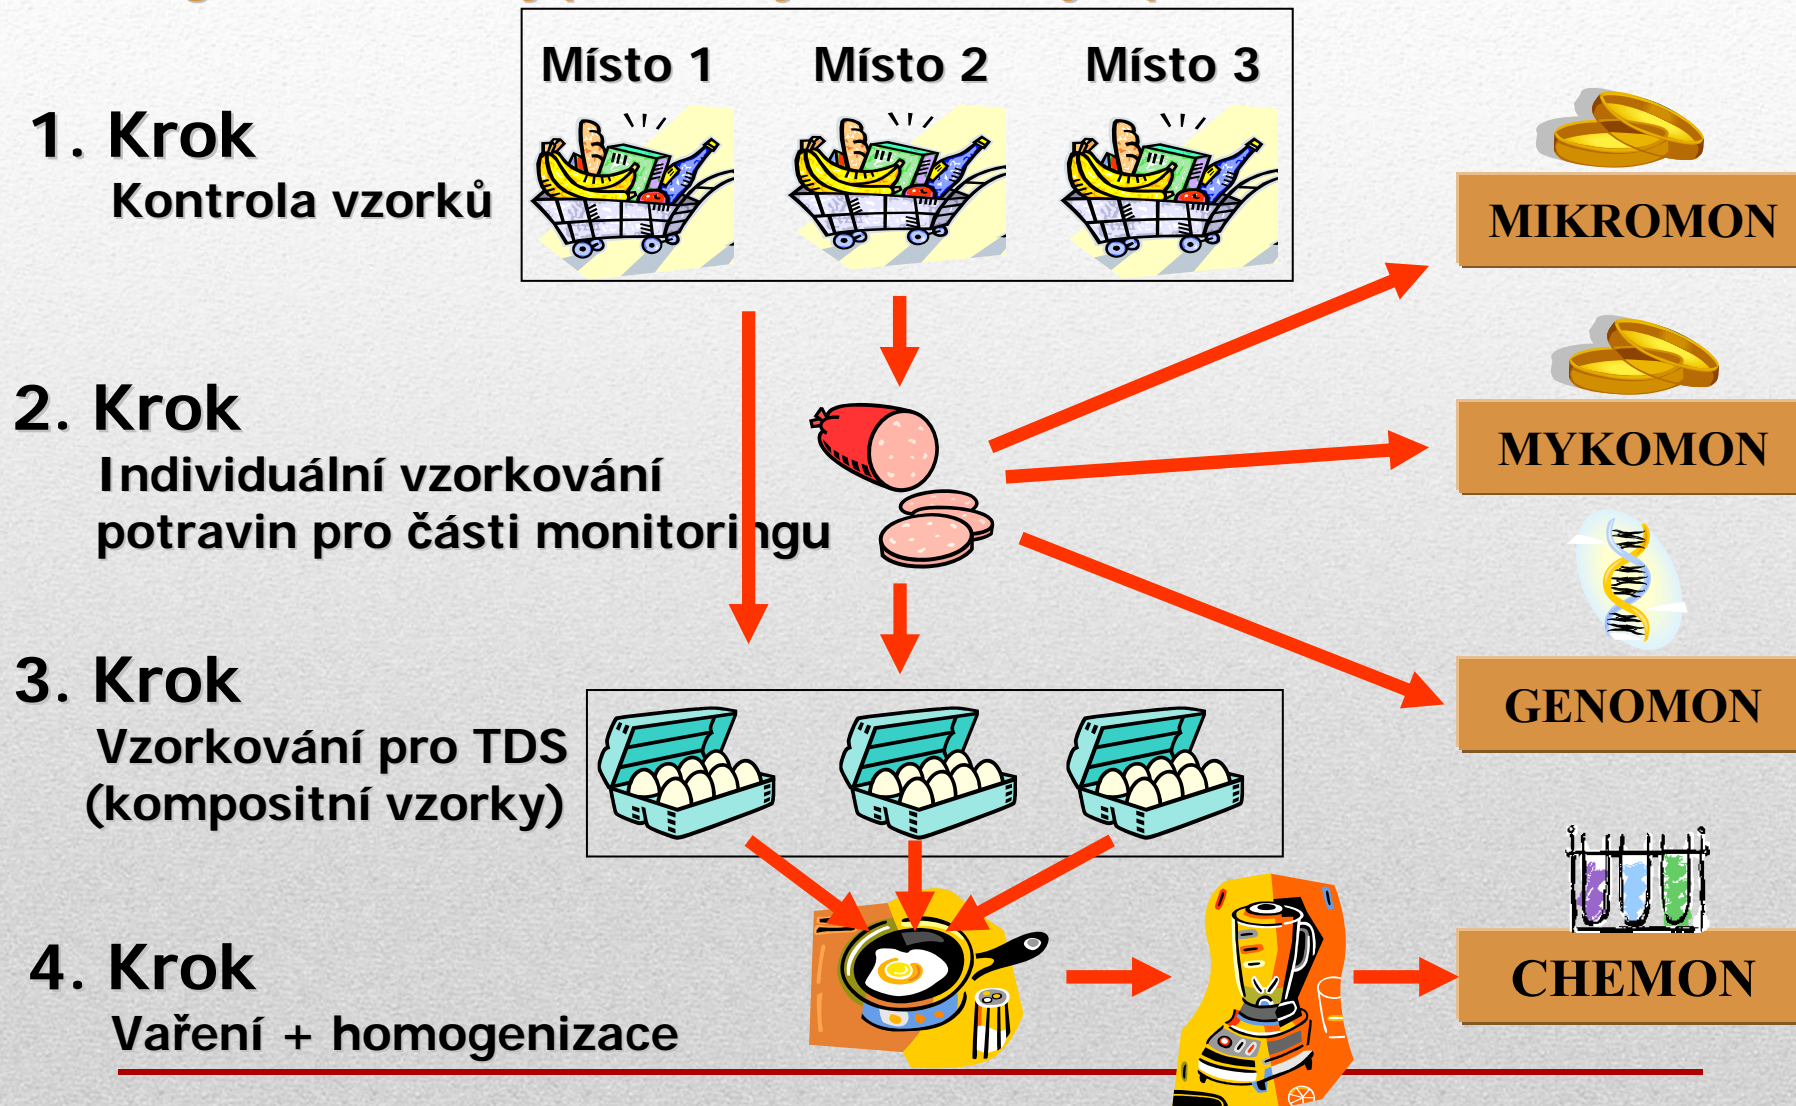 Místo 1 Místo 2 Místo 3
1. Krok
Kontrola vzorků
MIKROMON
2. Krok
Individuální vzorkování
potravin pro části monitoringu
MYKOMON
3. Krok
Vzorkování pro TDS
(kompositní vzorky)
GENOMON
4. Krok
Vaření + homogenizace
CHEMON